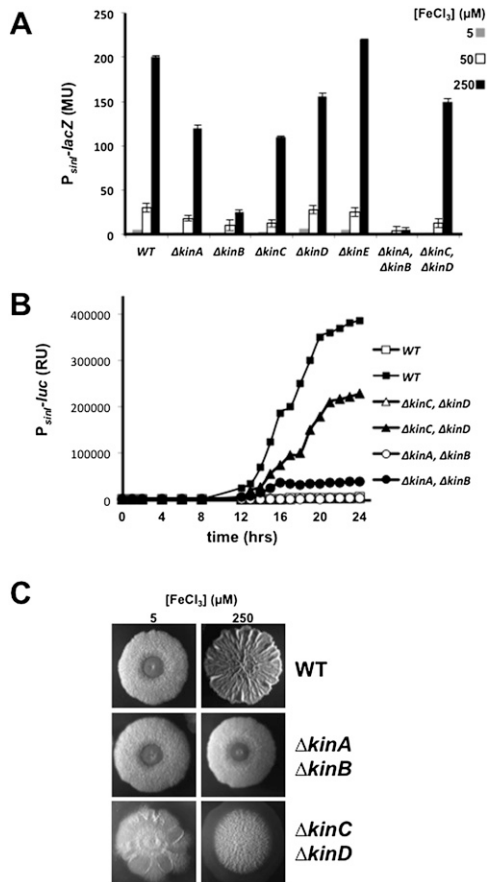 A
[FeCl₃] (µM)
5
50
250
P_sinI-lacZ (MU)
250
200
150
100
50
0
WT ΔkinA ΔkinB ΔkinC ΔkinD ΔkinE ΔkinA, ΔkinC,
ΔkinB ΔkinD
B
P_sinI-luc (RU)
400000
300000
200000
100000
0
0 4 6 8 12 16 20 24
time (hrs)
WT
WT
ΔkinC, ΔkinD
ΔkinC, ΔkinD
ΔkinA, ΔkinB
ΔkinA, ΔkinB
C
[FeCl₃] (µM)
5 250
WT
ΔkinA
ΔkinB
ΔkinC
ΔkinD